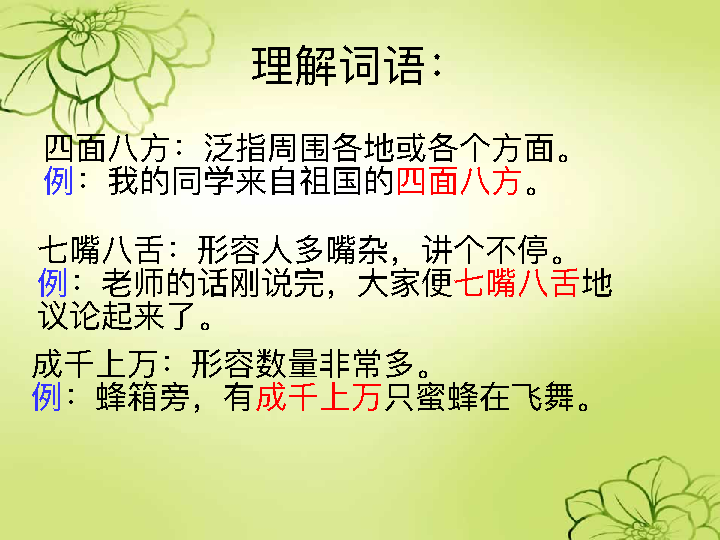 理解词语：
四面八方：泛指周围各地或各个方面。
例：我的同学来自祖国的四面八方。
七嘴八舌：形容人多嘴杂，讲个不停。
例：老师的话刚说完，大家便七嘴八舌地
议论起来了。
成千上万：形容数量非常多。
例：蜂箱旁，有成千上万只蜜蜂在飞舞。